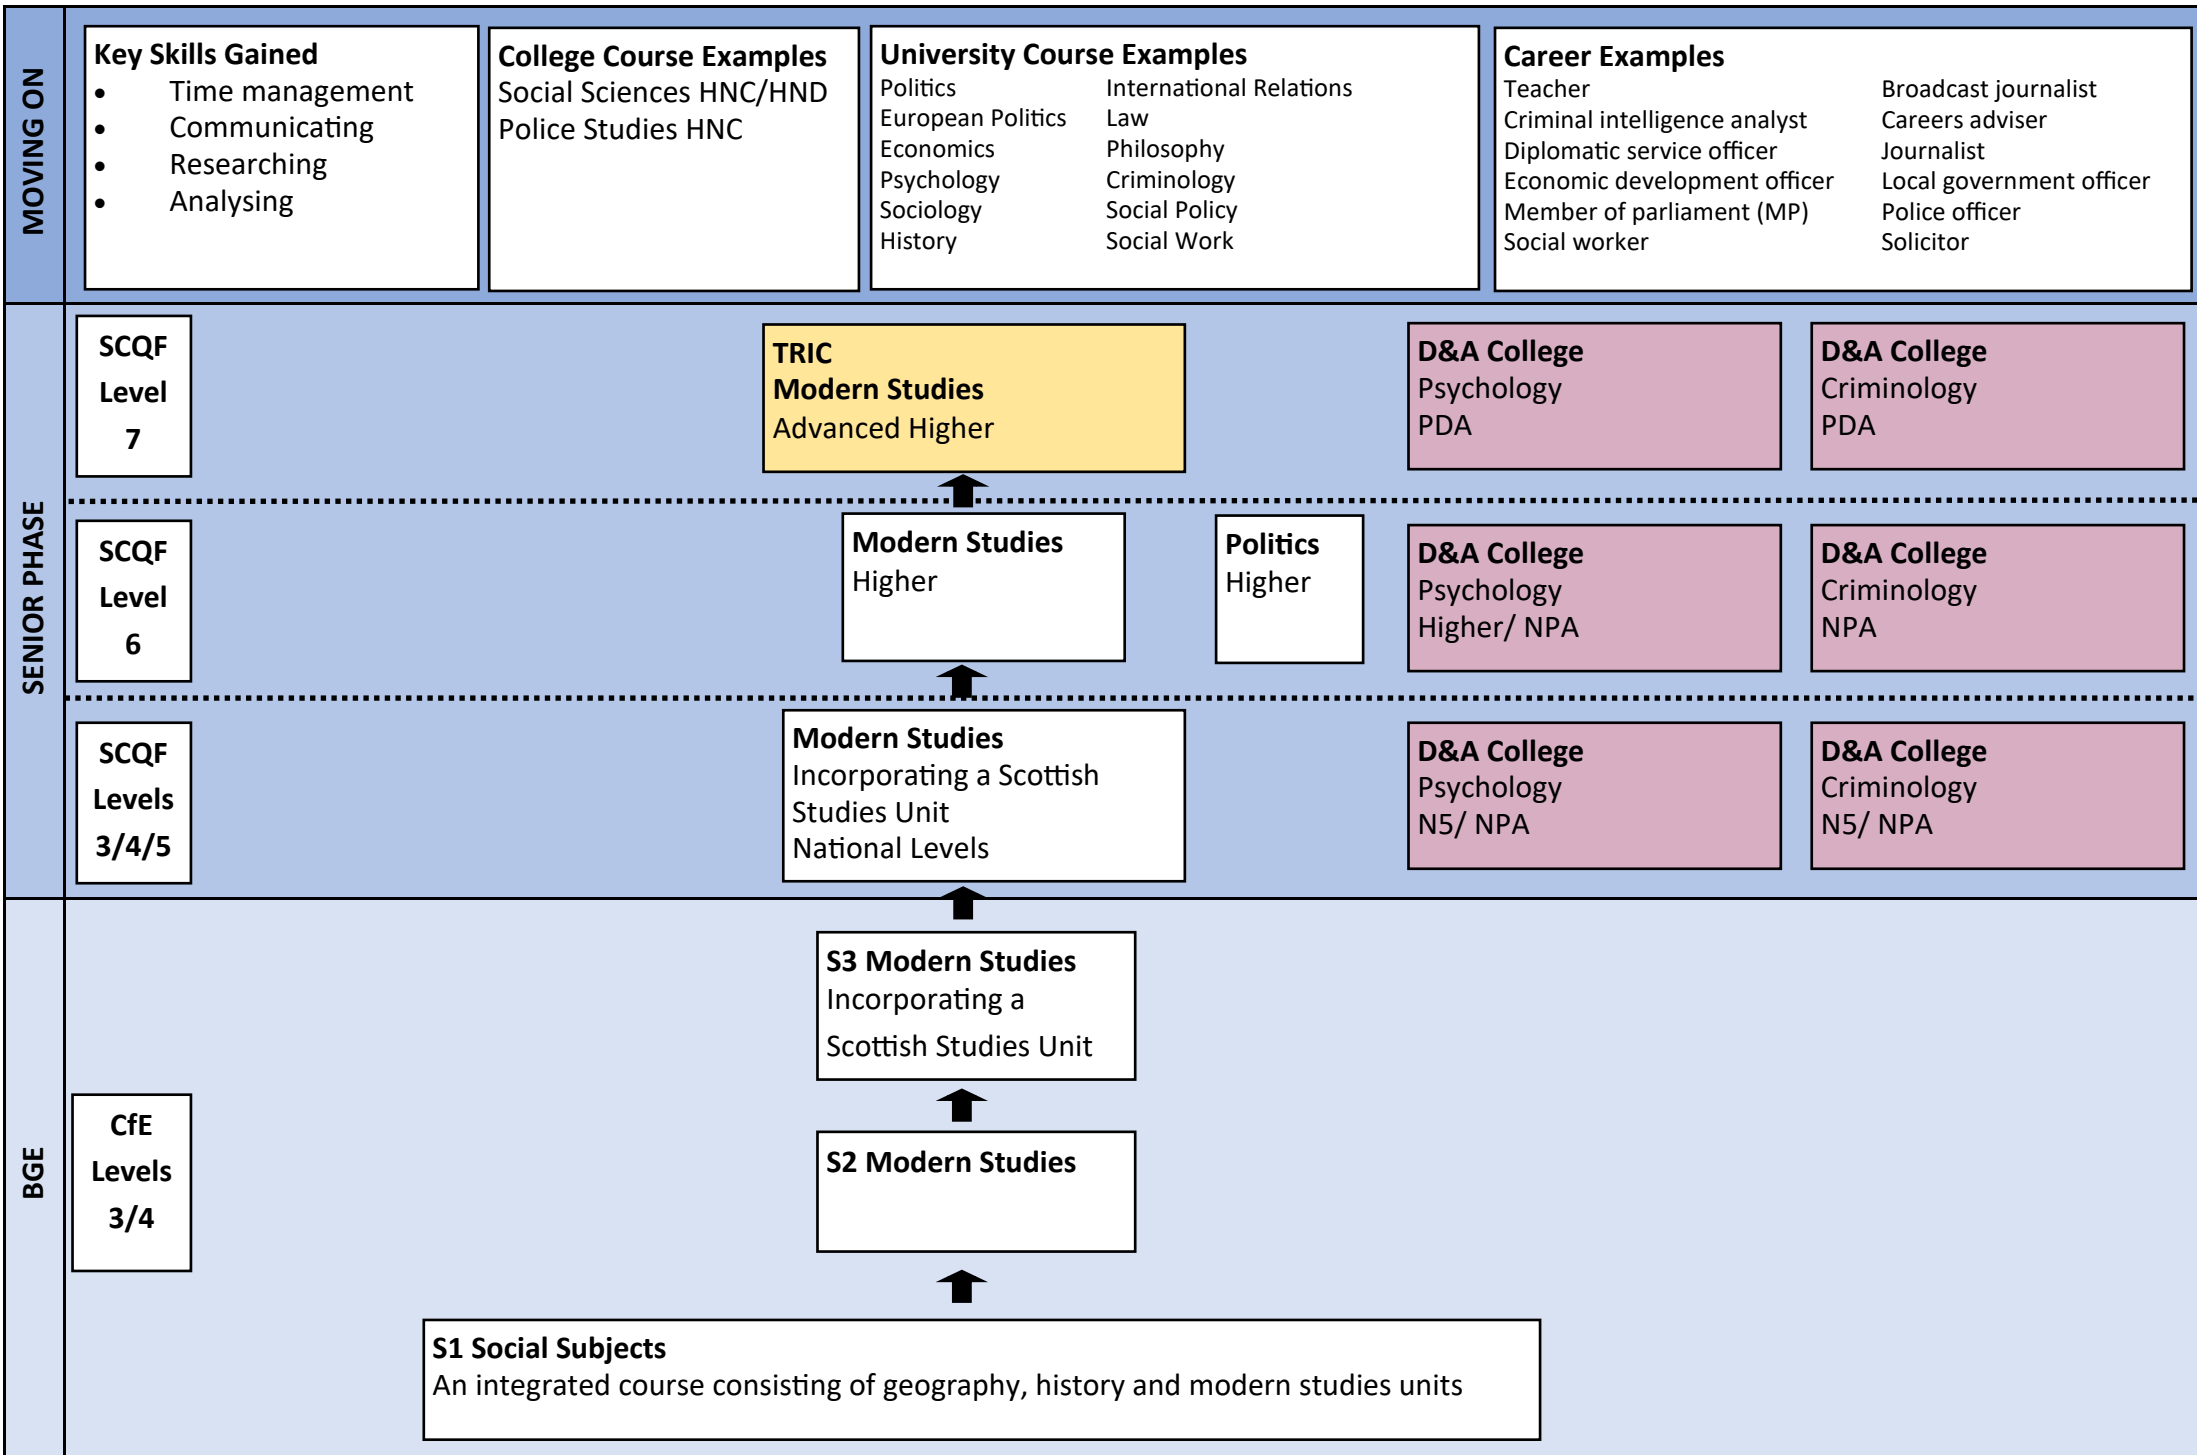 MOVING ON
Key Skills Gained
• Time management
• Communicating
• Researching
• Analysing
College Course Examples
Social Sciences HNC/HND
Police Studies HNC
University Course Examples
Politics International Relations
European Politics Law
Economics Philosophy
Psychology Criminology
Sociology Social Policy
History Social Work
Career Examples
Teacher Broadcast journalist
Criminal intelligence analyst Careers adviser
Diplomatic service officer Journalist
Economic development officer Local government officer
Member of parliament (MP) Police officer
Social worker Solicitor
SENIOR PHASE
SCQF
Level
7
TRIC
Modern Studies
Advanced Higher
D&A College
Psychology
PDA
D&A College
Criminology
PDA
SCQF
Level
6
Modern Studies
Higher
Politics
Higher
D&A College
Psychology
Higher/ NPA
D&A College
Criminology
NPA
SCQF
Levels
3/4/5
Modern Studies
Incorporating a Scottish
Studies Unit
National Levels
D&A College
Psychology
N5/ NPA
D&A College
Criminology
N5/ NPA
BGE
CfE
Levels
3/4
S3 Modern Studies
Incorporating a
Scottish Studies Unit
S2 Modern Studies
S1 Social Subjects
An integrated course consisting of geography, history and modern studies units